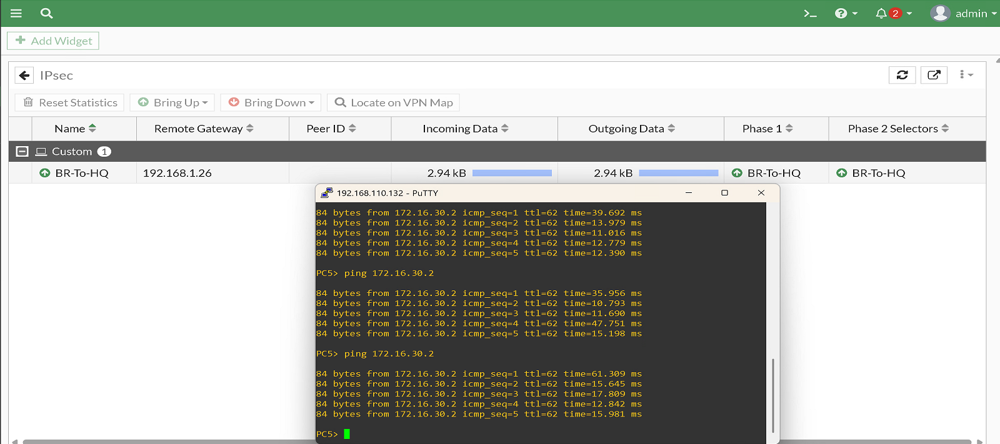 2 admin
Add Widget
IPsec
Reset Statistics Bring Up Bring Down Locate on VPN Map
Name Remote Gateway Peer ID Incoming Data Outgoing Data Phase 1 Phase 2 Selectors
Custom 1
BR-To-HQ 192.168.1.26 2.94 kB 2.94 kB BR-To-HQ BR-To-HQ
192.168.110.132 - PuTTY
84 bytes from 172.16.30.2 icmp_seq=1 ttl=62 time=39.692 ms
84 bytes from 172.16.30.2 icmp_seq=2 ttl=62 time=13.979 ms
84 bytes from 172.16.30.2 icmp_seq=3 ttl=62 time=11.016 ms
84 bytes from 172.16.30.2 icmp_seq=4 ttl=62 time=12.779 ms
84 bytes from 172.16.30.2 icmp_seq=5 ttl=62 time=12.390 ms
PC5> ping 172.16.30.2
84 bytes from 172.16.30.2 icmp_seq=1 ttl=62 time=35.956 ms
84 bytes from 172.16.30.2 icmp_seq=2 ttl=62 time=10.793 ms
84 bytes from 172.16.30.2 icmp_seq=3 ttl=62 time=11.690 ms
84 bytes from 172.16.30.2 icmp_seq=4 ttl=62 time=47.751 ms
84 bytes from 172.16.30.2 icmp_seq=5 ttl=62 time=15.198 ms
PC5> ping 172.16.30.2
84 bytes from 172.16.30.2 icmp_seq=1 ttl=62 time=61.309 ms
84 bytes from 172.16.30.2 icmp_seq=2 ttl=62 time=15.645 ms
84 bytes from 172.16.30.2 icmp_seq=3 ttl=62 time=17.809 ms
84 bytes from 172.16.30.2 icmp_seq=4 ttl=62 time=12.842 ms
84 bytes from 172.16.30.2 icmp_seq=5 ttl=62 time=15.981 ms
PC5>